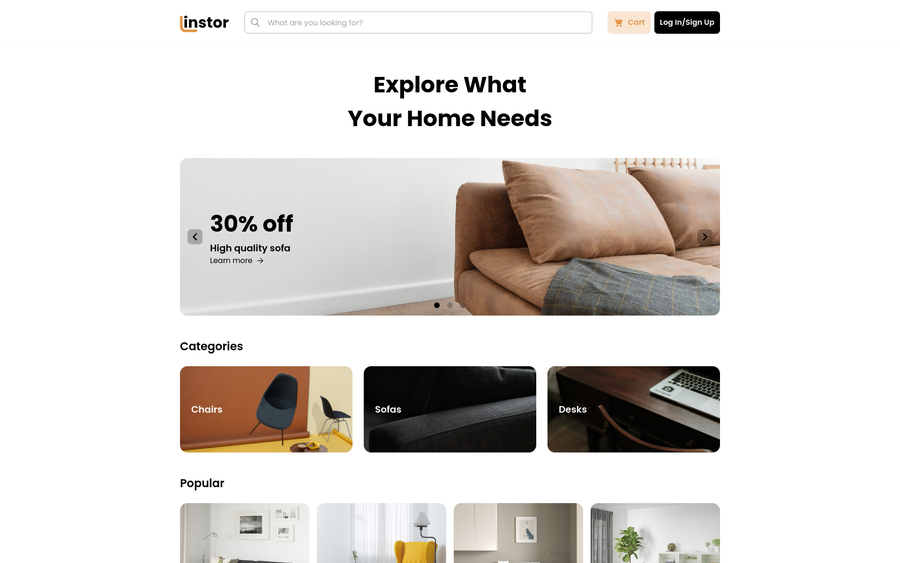 instor
What are you looking for?
Cart
Log In/Sign Up
Explore What
Your Home Needs
30% off
High quality sofa
Learn more →
Categories
Chairs
Sofas
Desks
Popular